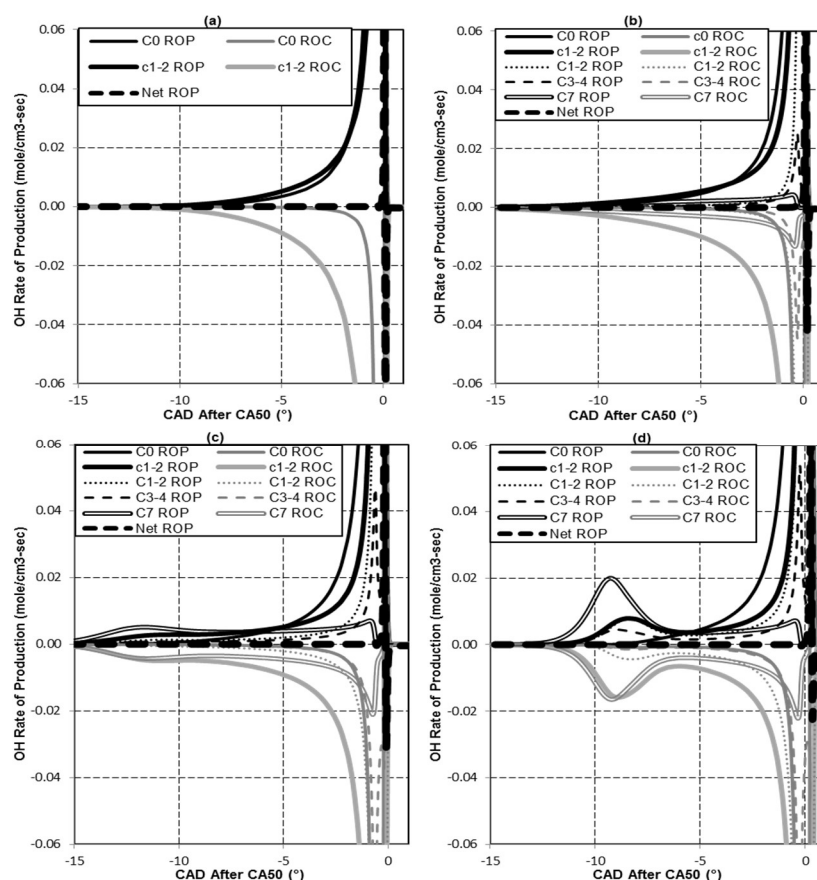 (a)
C0 ROP
C0 ROC
c1-2 ROP
c1-2 ROC
Net ROP
OH Rate of Production (mole/cm3-sec)
0.06
0.04
0.02
0.00
-0.02
-0.04
-0.06
-15
-10
-5
0
CAD After CA50 (°)
(b)
C0 ROP
c0 ROC
c1-2 ROP
c1-2 ROC
C1-2 ROP
C1-2 ROC
C3-4 ROP
C3-4 ROC
C7 ROP
C7 ROC
Net ROP
OH Rate of Production (mole/cm3-sec)
0.06
0.04
0.02
0.00
-0.02
-0.04
-0.06
-15
-10
-5
0
CAD After CA50 (°)
(c)
C0 ROP
C0 ROC
c1-2 ROP
c1-2 ROC
C1-2 ROP
C1-2 ROC
C3-4 ROP
C3-4 ROC
C7 ROP
C7 ROC
Net ROP
OH Rate of Production (mole/cm3-sec)
0.06
0.04
0.02
0.00
-0.02
-0.04
-0.06
-15
-10
-5
0
CAD After CA50 (°)
(d)
C0 ROP
C0 ROC
c1-2 ROP
c1-2 ROC
C1-2 ROP
C1-2 ROC
C3-4 ROP
C3-4 ROC
C7 ROP
C7 ROC
Net ROP
OH Rate of Production (mole/cm3-sec)
0.06
0.04
0.02
0.00
-0.02
-0.04
-0.06
-15
-10
-5
0
CAD After CA50 (°)